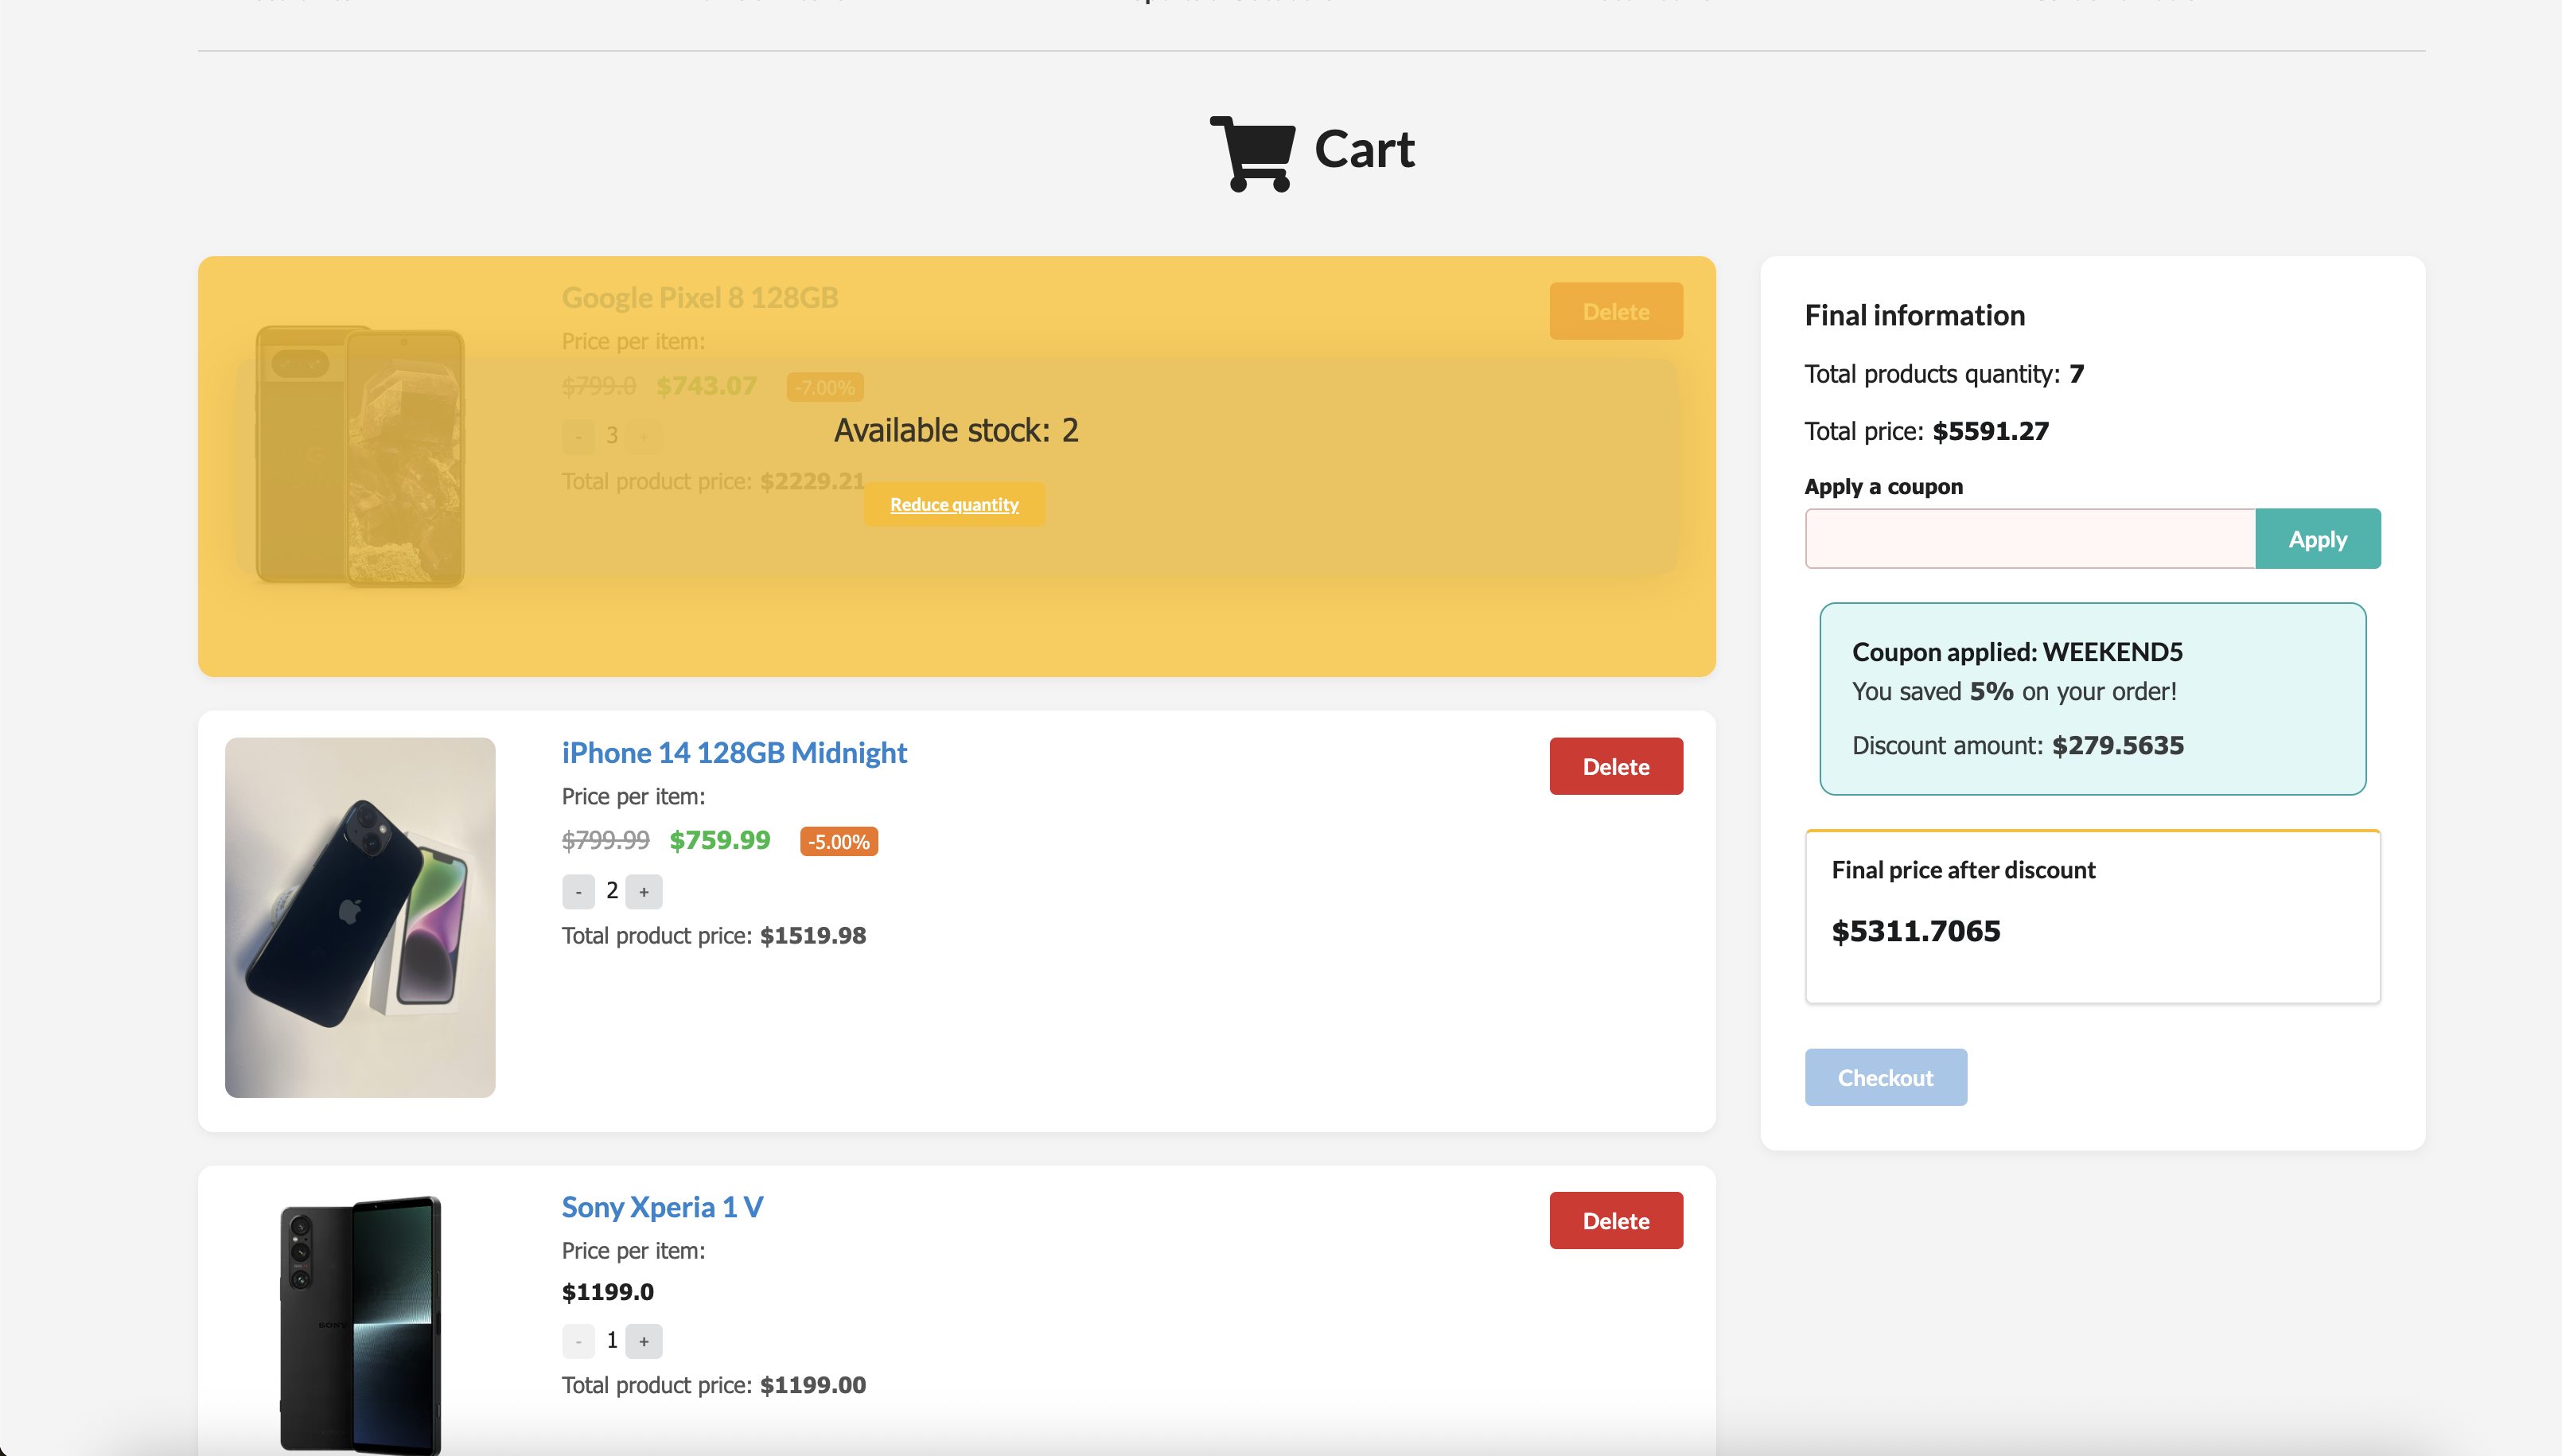 Cart
Google Pixel 8 128GB
Delete
Price per item:
$799.0 $743.07 -7.00%
Available stock: 2
- 3 +
Total product price: $2229.21
Reduce quantity
iPhone 14 128GB Midnight
Delete
Price per item:
$799.99 $759.99 -5.00%
- 2 +
Total product price: $1519.98
Sony Xperia 1 V
Delete
Price per item:
$1199.0
- 1 +
Total product price: $1199.00
SONY
Final information
Total products quantity: 7
Total price: $5591.27
Apply a coupon
Apply
Coupon applied: WEEKEND5
You saved 5% on your order!
Discount amount: $279.5635
Final price after discount
$5311.7065
Checkout